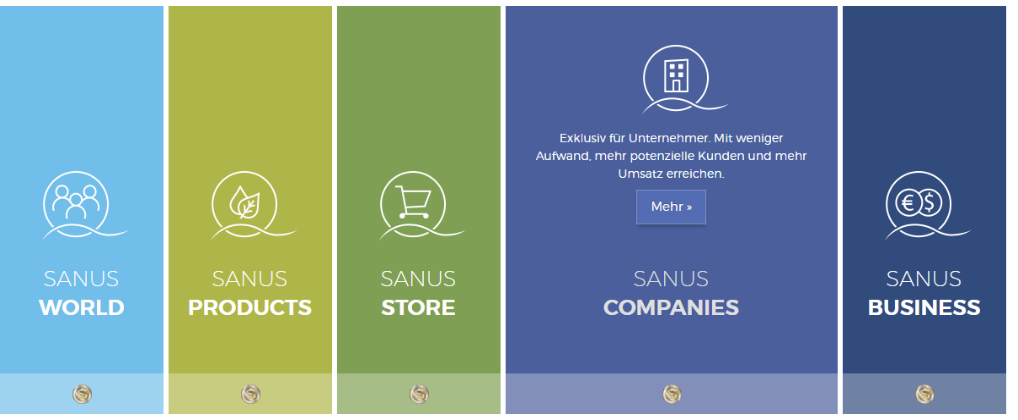 SANUS
WORLD
SANUS
PRODUCTS
SANUS
STORE
Exklusiv für Unternehmer. Mit weniger
Aufwand, mehr potenzielle Kunden und mehr
Umsatz erreichen.
Mehr »
SANUS
COMPANIES
€ $
SANUS
BUSINESS